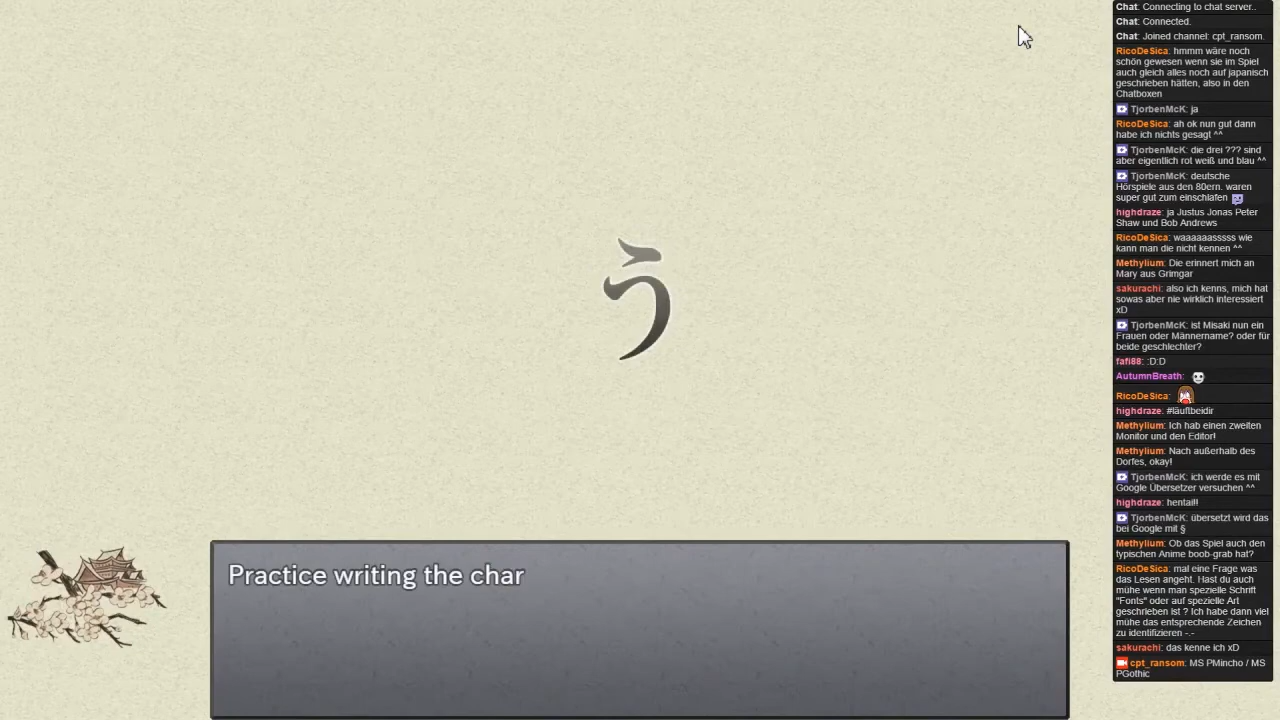 う
Practice writing the char
Chat: Connecting to chat server..
Chat: Connected.
Chat: Joined channel: cpt_ransom.
RicoDeSica: hmmm wäre noch
schön gewesen wenn sie im Spiel
auch gleich alles noch auf japanisch
geschrieben hätten, also in den
Chatboxen
TjorbenMcK: ja
RicoDeSica: ah ok nun gut dann
habe ich nichts gesagt ^^
TjorbenMcK: die drei ??? sind
aber eigentlich rot weiß und blau ^^
TjorbenMcK: deutsche
Hörspiele aus den 80ern. waren
super gut zum einschlafen
highdraze: ja Justus Jonas Peter
Shaw und Bob Andrews
RicoDeSica: waaaaaasssss wie
kann man die nicht kennen ^^
Methylium: Die erinnert mich an
Mary aus Grimgar
sakurachi: also ich kenns, mich hat
sowas aber nie wirklich interessiert
xD
TjorbenMcK: ist Misaki nun ein
Frauen oder Männername? oder für
beide geschlechter?
fafi88: :D:D
AutumnBreath:
RicoDeSica:
highdraze: #läuftbeidir
Methylium: Ich hab einen zweiten
Monitor und den Editor!
Methylium: Nach außerhalb des
Dorfes, okay!
TjorbenMcK: ich werde es mit
Google Übersetzer versuchen ^^
highdraze: hentai!!
TjorbenMcK: übersetzt wird das
bei Google mit §
Methylium: Ob das Spiel auch den
typischen Anime boob-grab hat?
RicoDeSica: mal eine Frage was
das Lesen angeht. Hast du auch
mühe wenn man spezielle Schrift
"Fonts" oder auf spezielle Art
geschrieben ist ? Ich habe dann viel
mühe das entsprechende Zeichen
zu identifizieren -.-
sakurachi: das kenne ich xD
cpt_ransom: MS PMincho / MS
PGothic